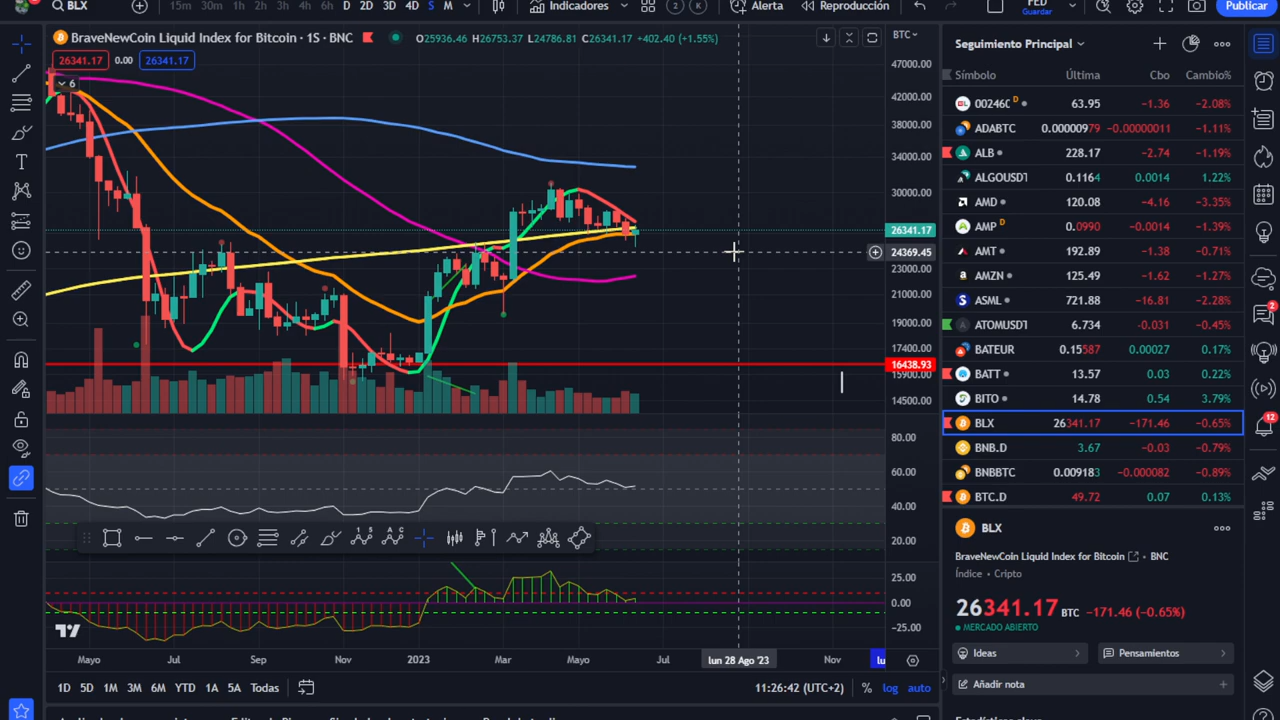 BLX
15m 30m 1h 2h 3h 4h 6h D 2D 3D 4D S M
Indicadores
2 K
Alerta
Reproducción
FED
Guardar
Publicar
BraveNewCoin Liquid Index for Bitcoin · 1S · BNC
O25936.46 H26753.37 L24786.81 C26341.17 +402.40 (+1.55%)
26341.17 0.00 26341.17
6
BTC
47000.00
42000.00
38000.00
34000.00
30000.00
26341.17
24369.45
23000.00
21000.00
19000.00
17400.00
16438.93
15900.00
14500.00
80.00
60.00
40.00
20.00
25.00
0.00
−25.00
Mayo Jul Sep Nov 2023 Mar Mayo Jul lun 28 Ago '23 Nov lu
1D 5D 1M 3M 6M YTD 1A 5A Todas
11:26:42 (UTC+2) % log auto
Seguimiento Principal
Símbolo Última Cbo Cambio%
00246C D 63.95 −1.36 −2.08%
ADABTC 0.00000979 −0.00000011 −1.11%
ALB 228.17 −2.74 −1.19%
ALGOUSDT 0.1164 0.0014 1.22%
AMD 120.08 −4.16 −3.35%
AMP D 0.0990 −0.0014 −1.39%
AMT 192.89 −1.38 −0.71%
AMZN 125.49 −1.62 −1.27%
ASML 721.88 −16.81 −2.28%
ATOMUSDT 6.734 −0.031 −0.45%
BATEUR 0.15587 0.00027 0.17%
BATT 13.57 0.03 0.22%
BITO 14.78 0.54 3.79%
BLX 26341.17 −171.46 −0.65%
BNB.D 3.67 −0.03 −0.79%
BNBBTC 0.009183 −0.000082 −0.89%
BTC.D 49.72 0.07 0.13%
BLX
BraveNewCoin Liquid Index for Bitcoin • BNC
Índice • Cripto
26341.17 BTC −171.46 (−0.65%)
MERCADO ABIERTO
Ideas
Pensamientos
Añadir nota
2
12